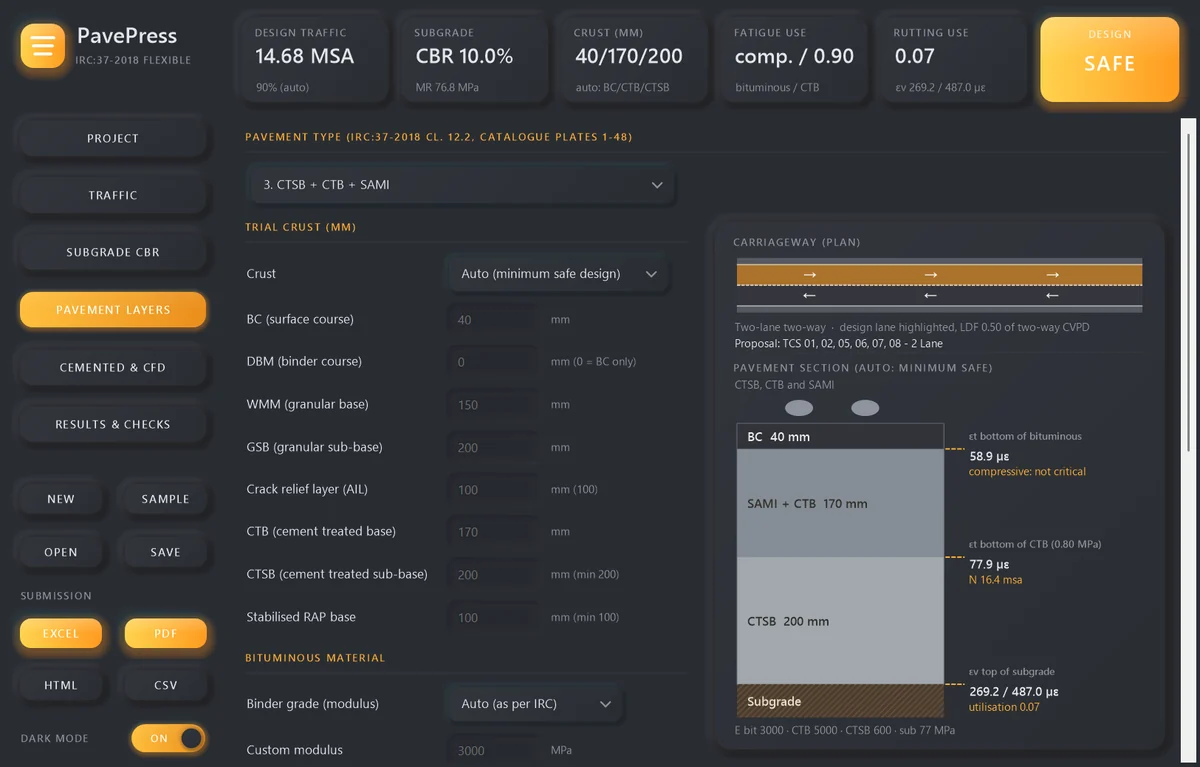 PavePress
IRC:37-2018 FLEXIBLE
DESIGN TRAFFIC
14.68 MSA
90% (auto)
SUBGRADE
CBR 10.0%
MR 76.8 MPa
CRUST (MM)
40/170/200
auto: BC/CTB/CTSB
FATIGUE USE
comp. / 0.90
bituminous / CTB
RUTTING USE
0.07
εv 269.2 / 487.0 με
DESIGN
SAFE
PROJECT
TRAFFIC
SUBGRADE CBR
PAVEMENT LAYERS
CEMENTED & CFD
RESULTS & CHECKS
NEW
SAMPLE
OPEN
SAVE
SUBMISSION
EXCEL
PDF
HTML
CSV
DARK MODE
ON
PAVEMENT TYPE (IRC:37-2018 CL. 12.2, CATALOGUE PLATES 1-48)
3. CTSB + CTB + SAMI
TRIAL CRUST (MM)
Crust
Auto (minimum safe design)
BC (surface course)
40
mm
DBM (binder course)
0
mm (0 = BC only)
WMM (granular base)
150
mm
GSB (granular sub-base)
200
mm
Crack relief layer (AIL)
100
mm (100)
CTB (cement treated base)
170
mm
CTSB (cement treated sub-base)
200
mm (min 200)
Stabilised RAP base
100
mm (min 100)
BITUMINOUS MATERIAL
Binder grade (modulus)
Auto (as per IRC)
Custom modulus
3000
MPa
CARRIAGEWAY (PLAN)
→ → →
← ← ←
Two-lane two-way · design lane highlighted, LDF 0.50 of two-way CVPD
Proposal: TCS 01, 02, 05, 06, 07, 08 - 2 Lane
PAVEMENT SECTION (AUTO: MINIMUM SAFE)
CTSB, CTB and SAMI
BC 40 mm
SAMI + CTB 170 mm
CTSB 200 mm
Subgrade
εt bottom of bituminous
58.9 με
compressive: not critical
εt bottom of CTB (0.80 MPa)
77.9 με
N 16.4 msa
εv top of subgrade
269.2 / 487.0 με
utilisation 0.07
E bit 3000 · CTB 5000 · CTSB 600 · sub 77 MPa